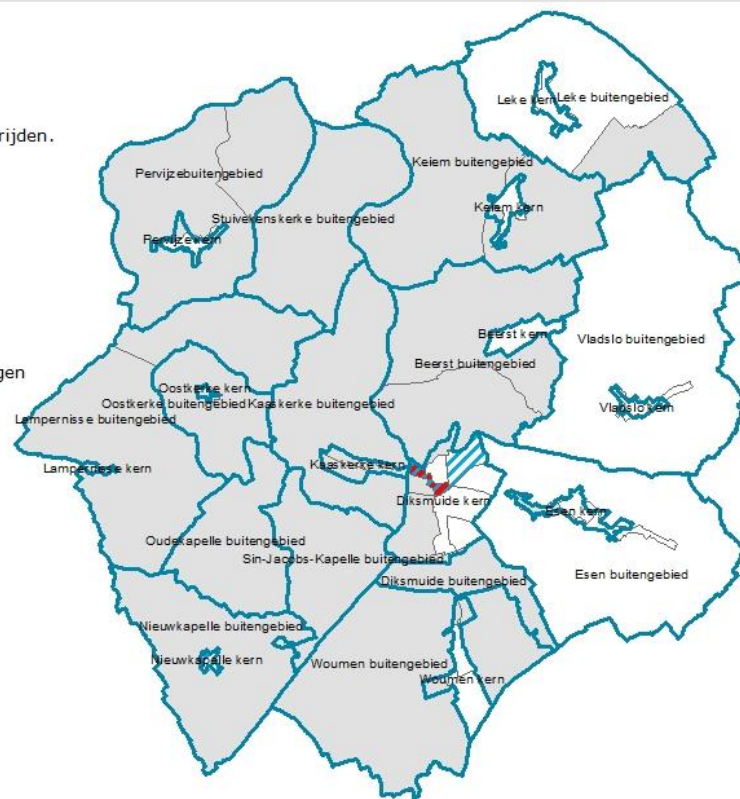 Leke kern
Leke buitengebied
rijden.
Keiem buitengebied
Pervijzebuitengebied
Keiem kern
Stuivekenskerke buitengebied
Pervijze kern
Beerst kern
Vladslo buitengebied
Beerst buitengebied
gen
Oostkerke kern
Oostkerke buitengebied
Kaaskerke buitengebied
Vladslo kern
Lampernisse buitengebied
Kaaskerke kern
Lampernisse kern
Diksmuide kern
Esen kern
Oudekapelle buitengebied
Sin-Jacobs-Kapelle buitengebied
Esen buitengebied
Diksmuide buitengebied
Nieuwkapelle buitengebied
Nieuwkapelle kern
Woumen buitengebied
Woumen kern